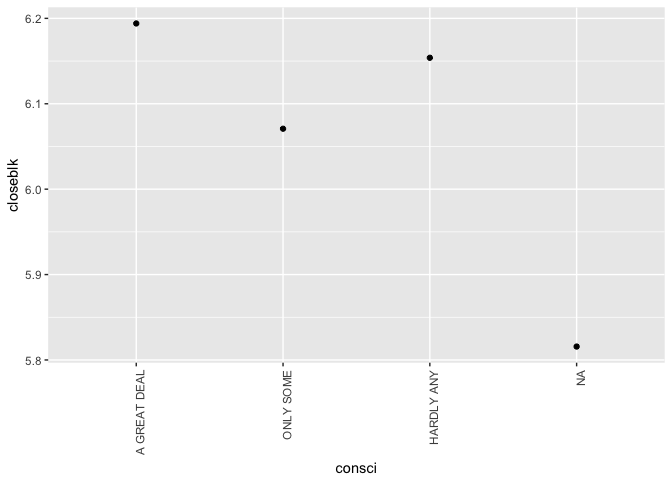 6.2
6.1
6.0
5.9
5.8
closeblk
A GREAT DEAL
ONLY SOME
HARDLY ANY
NA
consci